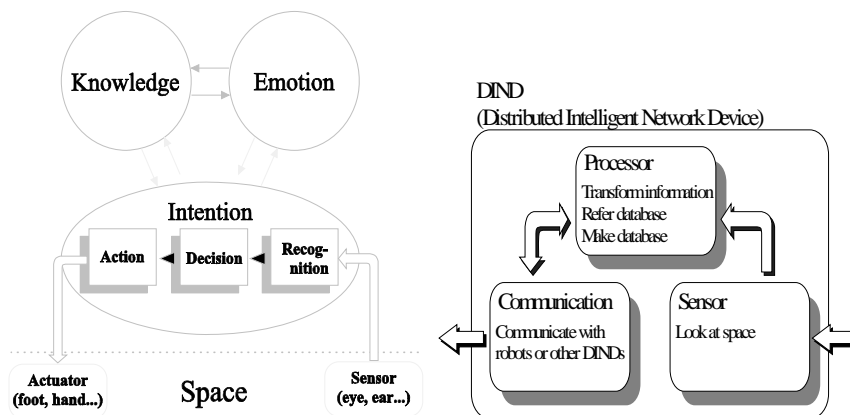 Knowledge
Emotion
Intention
Action
Decision
Recog-
nition
Actuator
(foot, hand...)
Space
Sensor
(eye, ear...)
DIND
(Distributed Intelligent Network Device)
Processor
Transform information
Refer database
Make database
Communication
Communicate with
robots or other DINDs
Sensor
Look at space